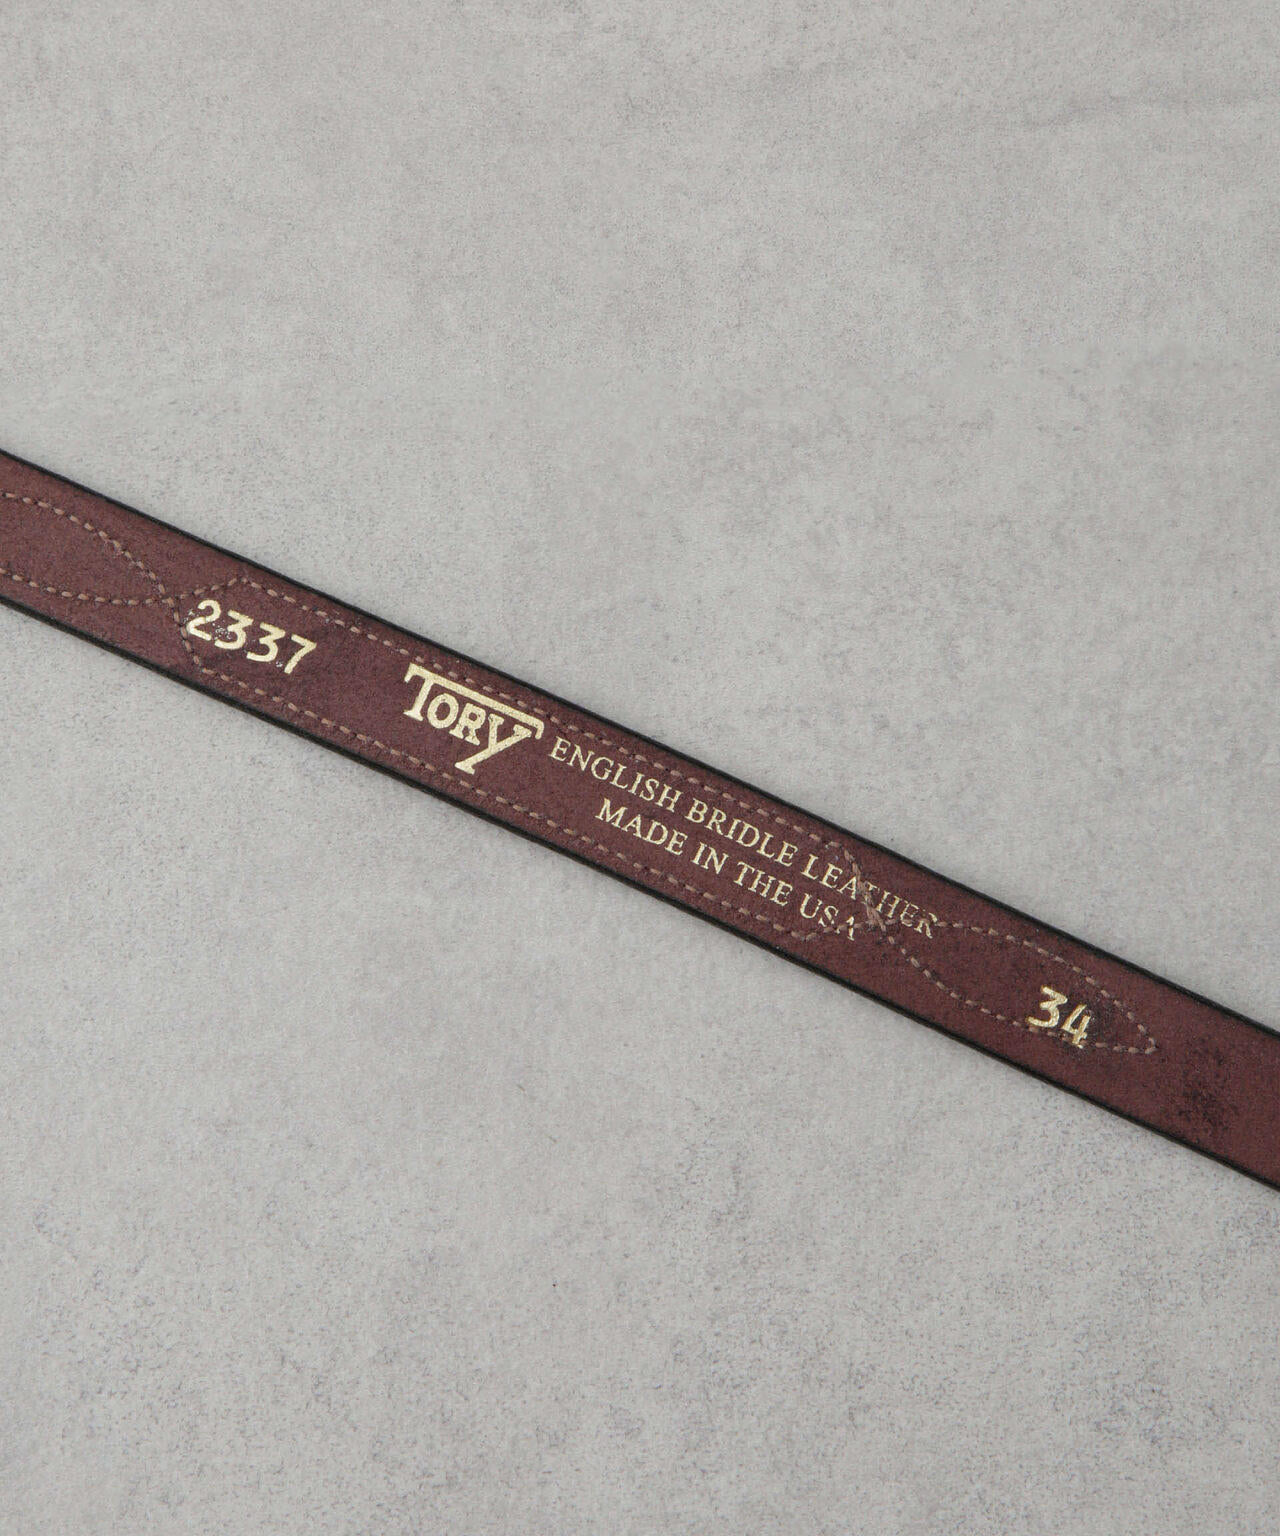 2337
TORY
ENGLISH BRIDLE LEATHER
MADE IN THE USA
34